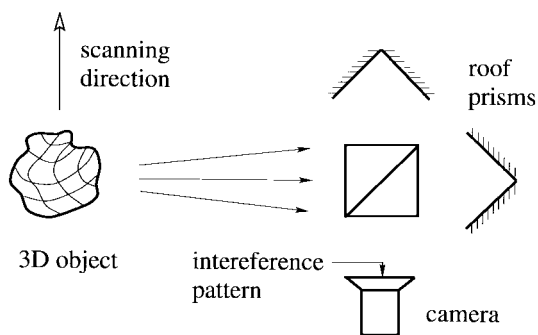 scanning
direction
roof
prisms
3D object
intereference
pattern
camera